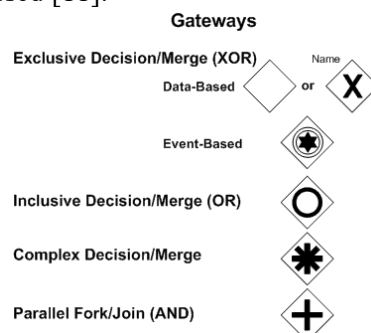 Gateways
Exclusive Decision/Merge (XOR)
Name
Data-Based or X
Event-Based
Inclusive Decision/Merge (OR)
Complex Decision/Merge
Parallel Fork/Join (AND)